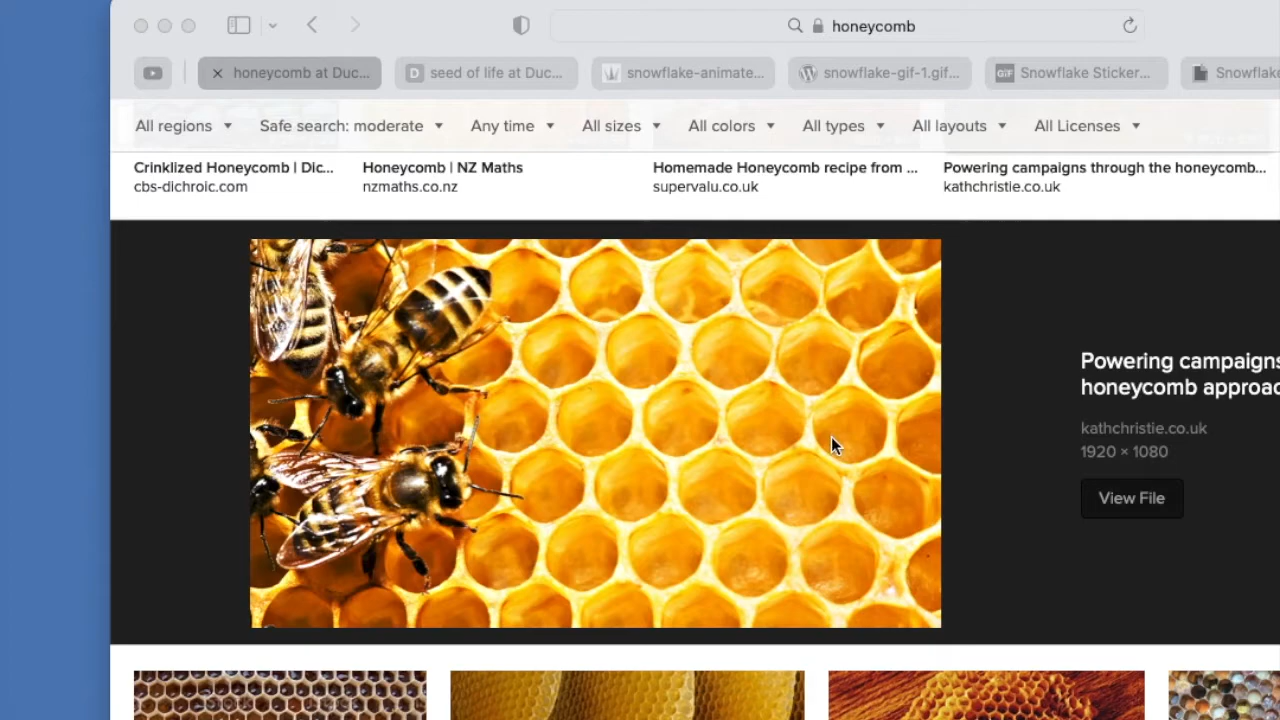 honeycomb
honeycomb at Duc...
seed of life at Duc...
snowflake-animate...
snowflake-gif-1.gif...
GIF
Snowflake Sticker...
All regions
Safe search: moderate
Any time
All sizes
All colors
All types
All layouts
All Licenses
Crinklized Honeycomb | Dic...
cbs-dichroic.com
Honeycomb | NZ Maths
nzmaths.co.nz
Homemade Honeycomb recipe from ...
supervalu.co.uk
Powering campaigns through the honeycomb...
kathchristie.co.uk
Powering campaigns
honeycomb
kathchristie.co.uk
1920 × 1080
View File